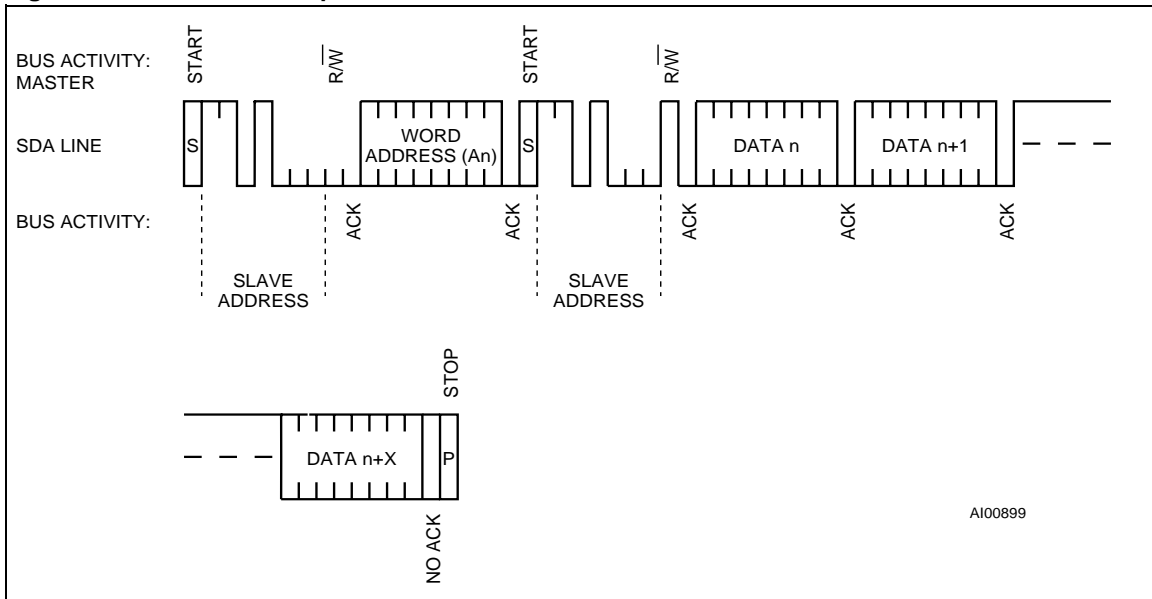 START
R/W
START
R/W
BUS ACTIVITY:
MASTER
SDA LINE
S
WORD
ADDRESS (An)
S
DATA n
DATA n+1
BUS ACTIVITY:
ACK
ACK
ACK
ACK
ACK
SLAVE
ADDRESS
SLAVE
ADDRESS
STOP
DATA n+X
P
NO ACK
AI00899